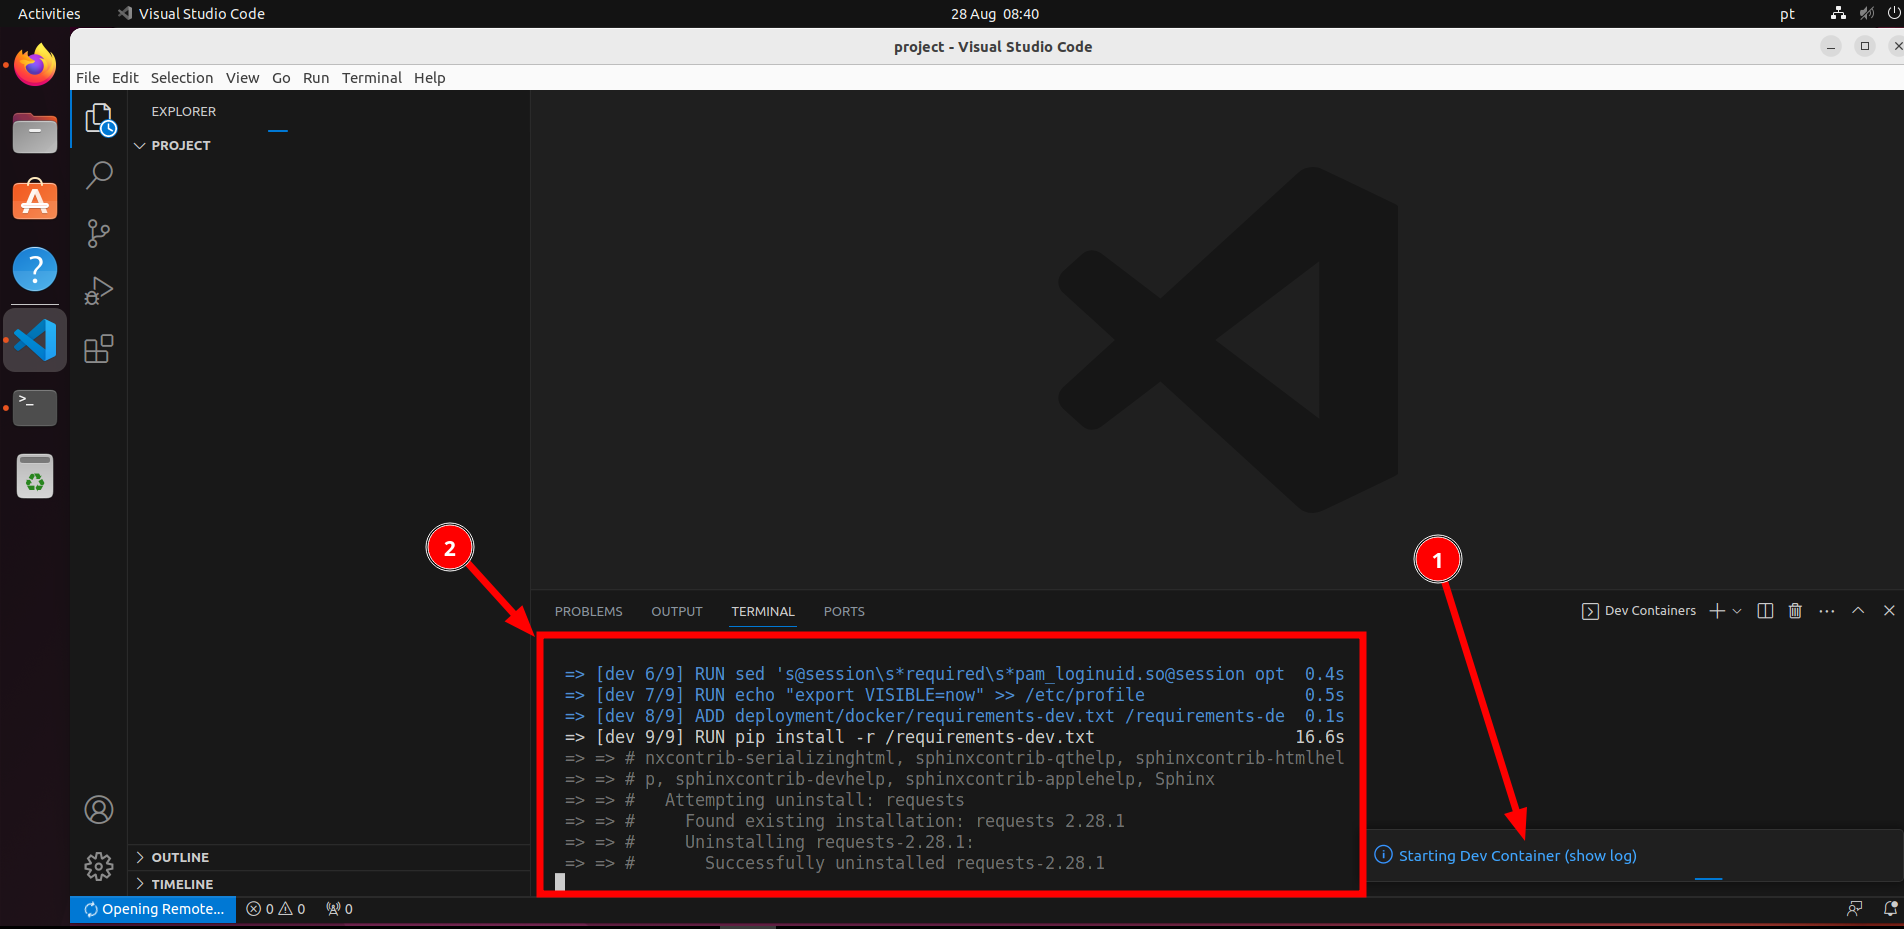 Activities
Visual Studio Code
28 Aug 08:40
pt
project - Visual Studio Code
File Edit Selection View Go Run Terminal Help
EXPLORER
PROJECT
2
1
PROBLEMS OUTPUT TERMINAL PORTS
Dev Containers
=> [dev 6/9] RUN sed 's@session\s*required\s*pam_loginuid.so@session opt 0.4s
=> [dev 7/9] RUN echo "export VISIBLE=now" >> /etc/profile 0.5s
=> [dev 8/9] ADD deployment/docker/requirements-dev.txt /requirements-de 0.1s
=> [dev 9/9] RUN pip install -r /requirements-dev.txt 16.6s
=> => # nxcontrib-serializinghtml, sphinxcontrib-qthelp, sphinxcontrib-htmlhel
=> => # p, sphinxcontrib-devhelp, sphinxcontrib-applehelp, Sphinx
=> => # Attempting uninstall: requests
=> => # Found existing installation: requests 2.28.1
=> => # Uninstalling requests-2.28.1:
=> => # Successfully uninstalled requests-2.28.1
Starting Dev Container (show log)
OUTLINE
TIMELINE
Opening Remote... 0 0 0